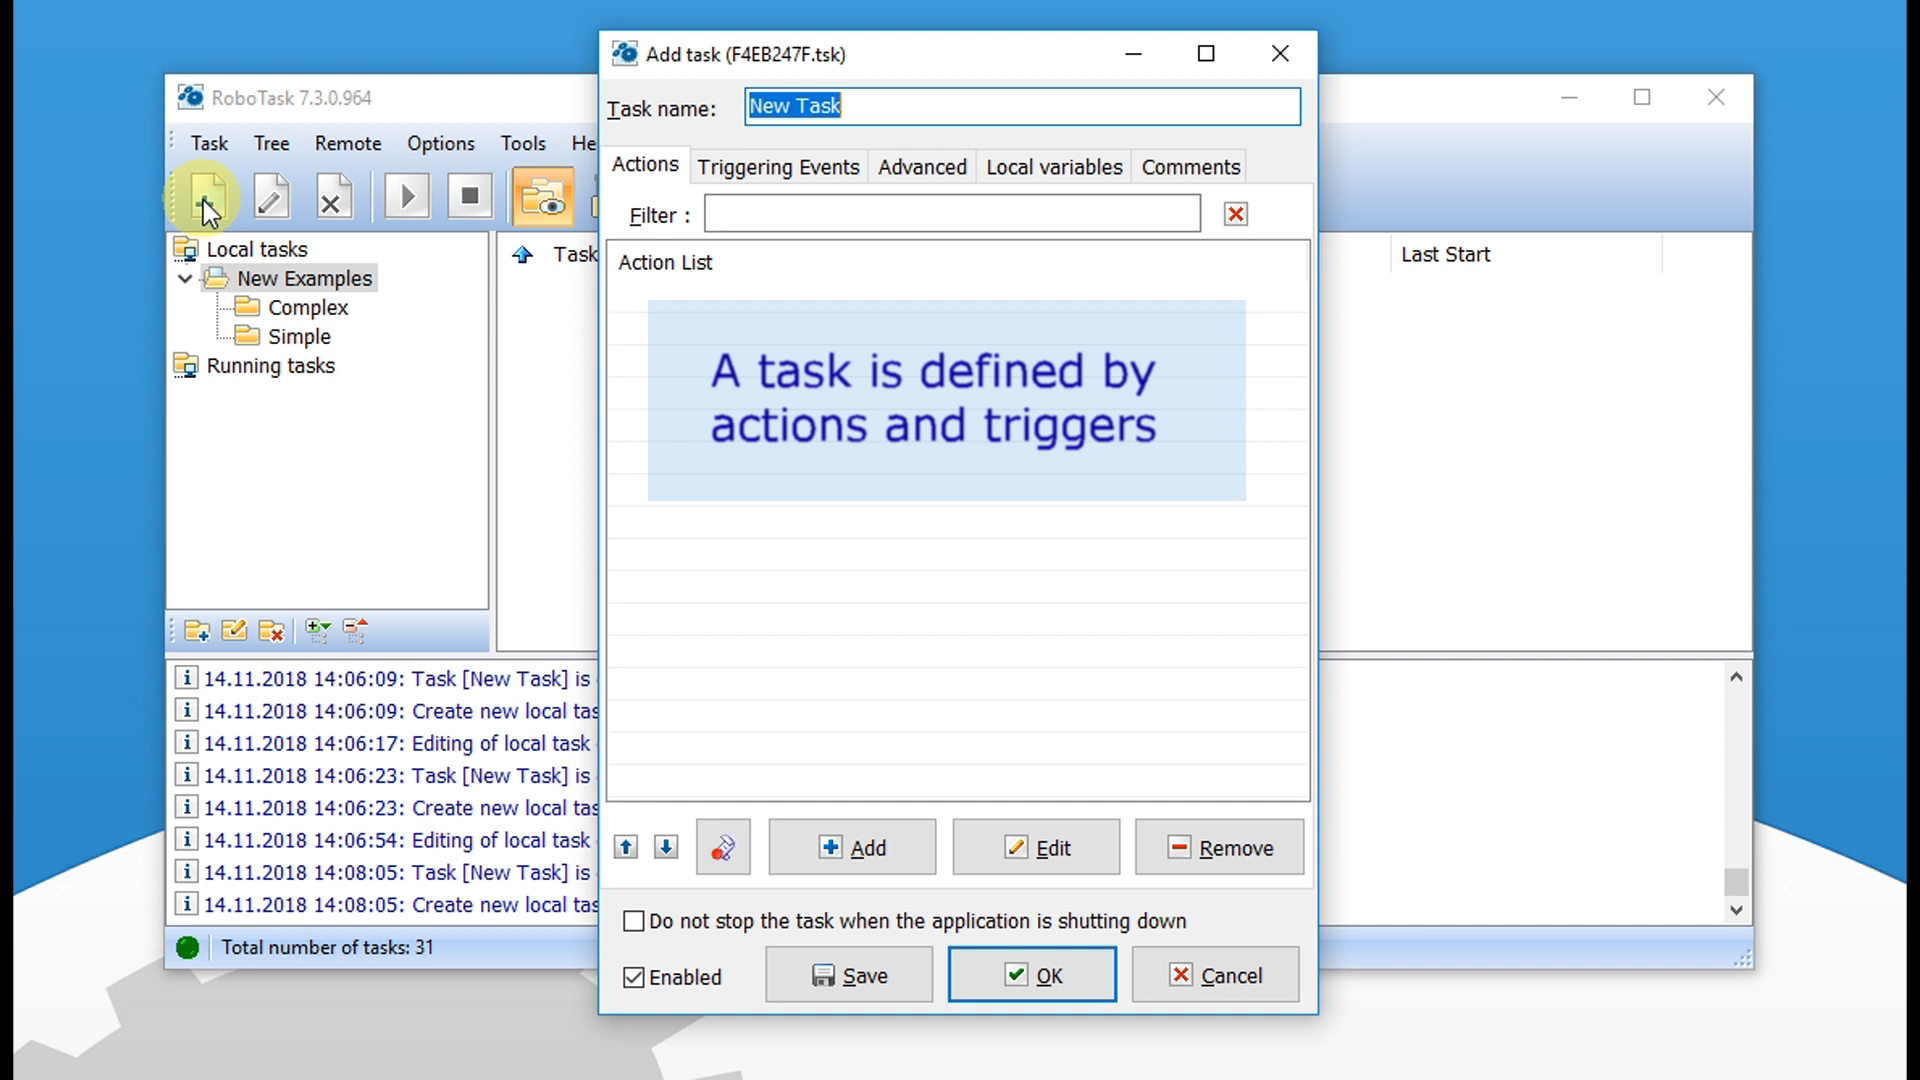 RoboTask 7.3.0.964
Task Tree Remote Options Tools He
Local tasks
New Examples
Complex
Simple
Running tasks
Task
Last Start
14.11.2018 14:06:09: Task [New Task] is
14.11.2018 14:06:09: Create new local tas
14.11.2018 14:06:17: Editing of local task
14.11.2018 14:06:23: Task [New Task] is
14.11.2018 14:06:23: Create new local tas
14.11.2018 14:06:54: Editing of local task
14.11.2018 14:08:05: Task [New Task] is
14.11.2018 14:08:05: Create new local tas
Total number of tasks: 31
Add task (F4EB247F.tsk)
Task name: New Task
Actions Triggering Events Advanced Local variables Comments
Filter :
Action List
A task is defined by
actions and triggers
Add Edit Remove
Do not stop the task when the application is shutting down
Enabled Save OK Cancel